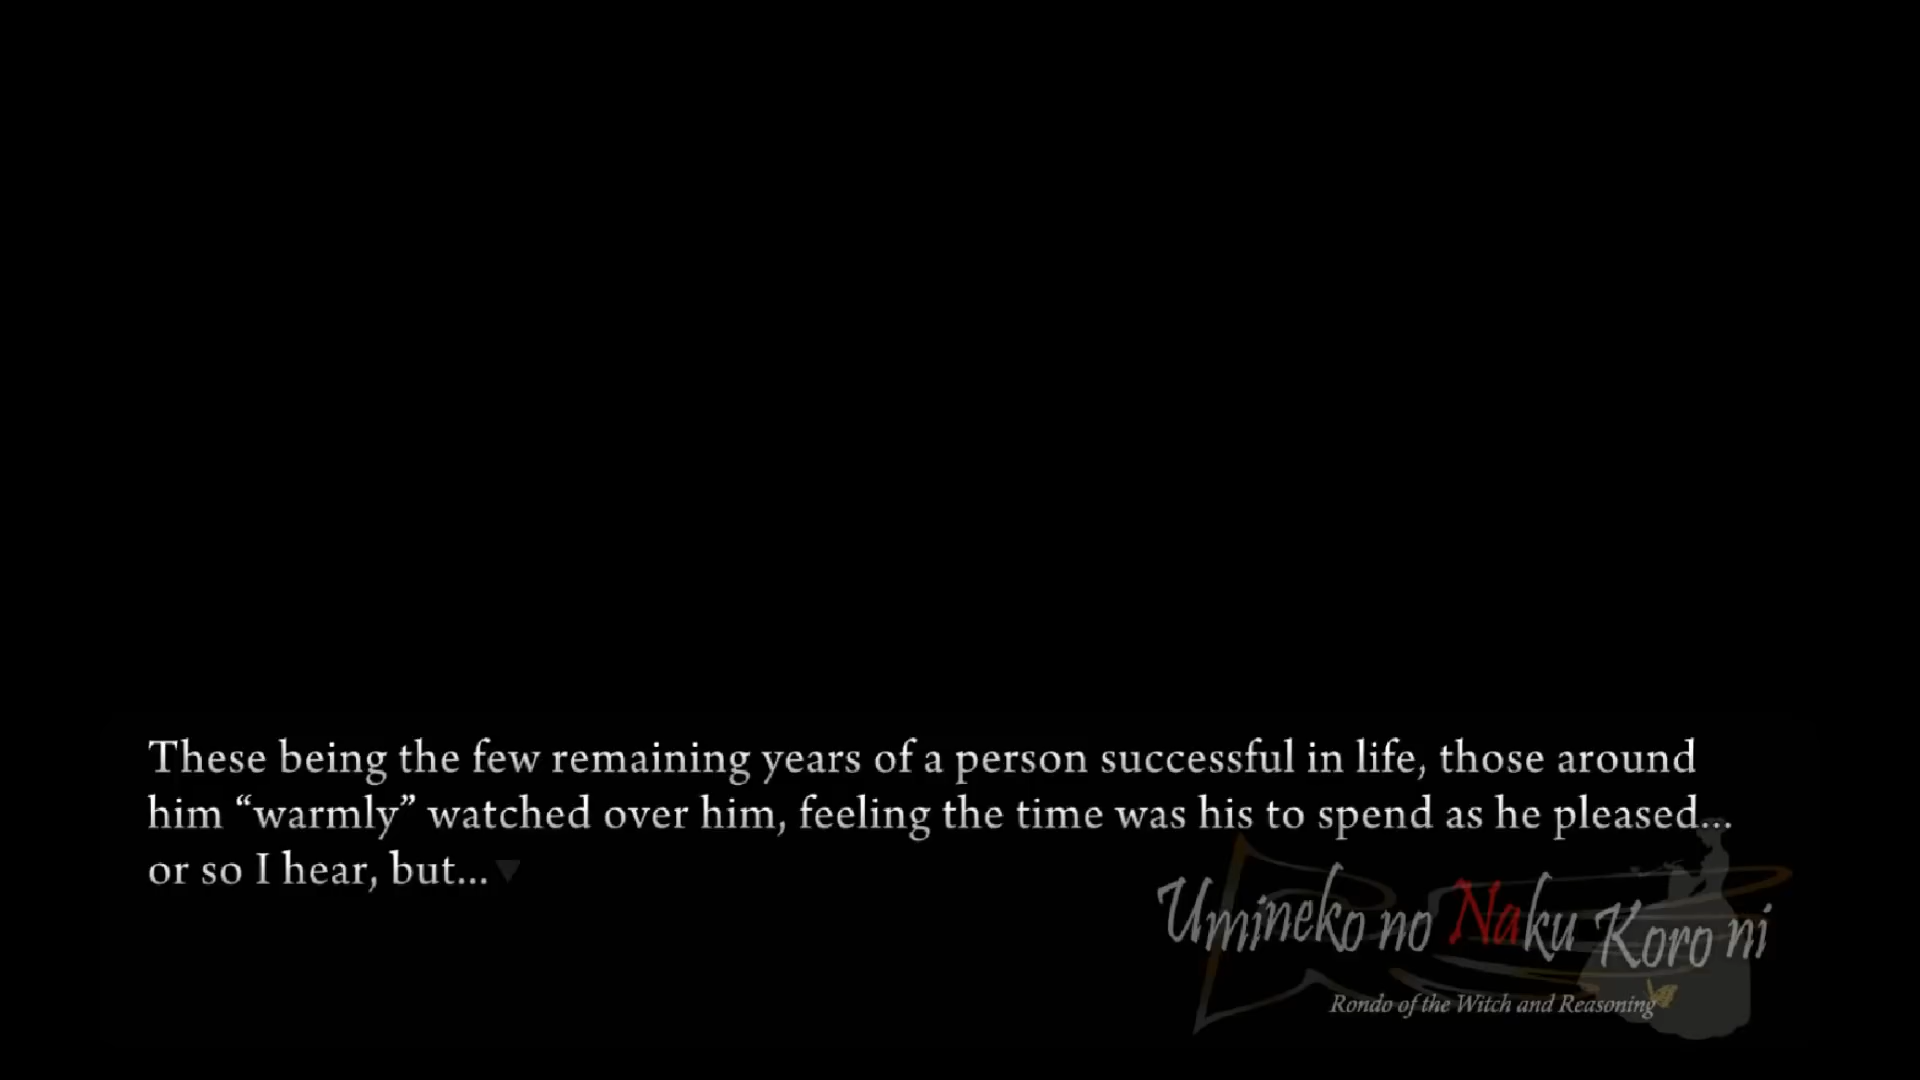 These being the few remaining years of a person successful in life, those around
him “warmly” watched over him, feeling the time was his to spend as he pleased...
or so I hear, but...
Umineko no Naku Koro ni
Rondo of the Witch and Reasoning